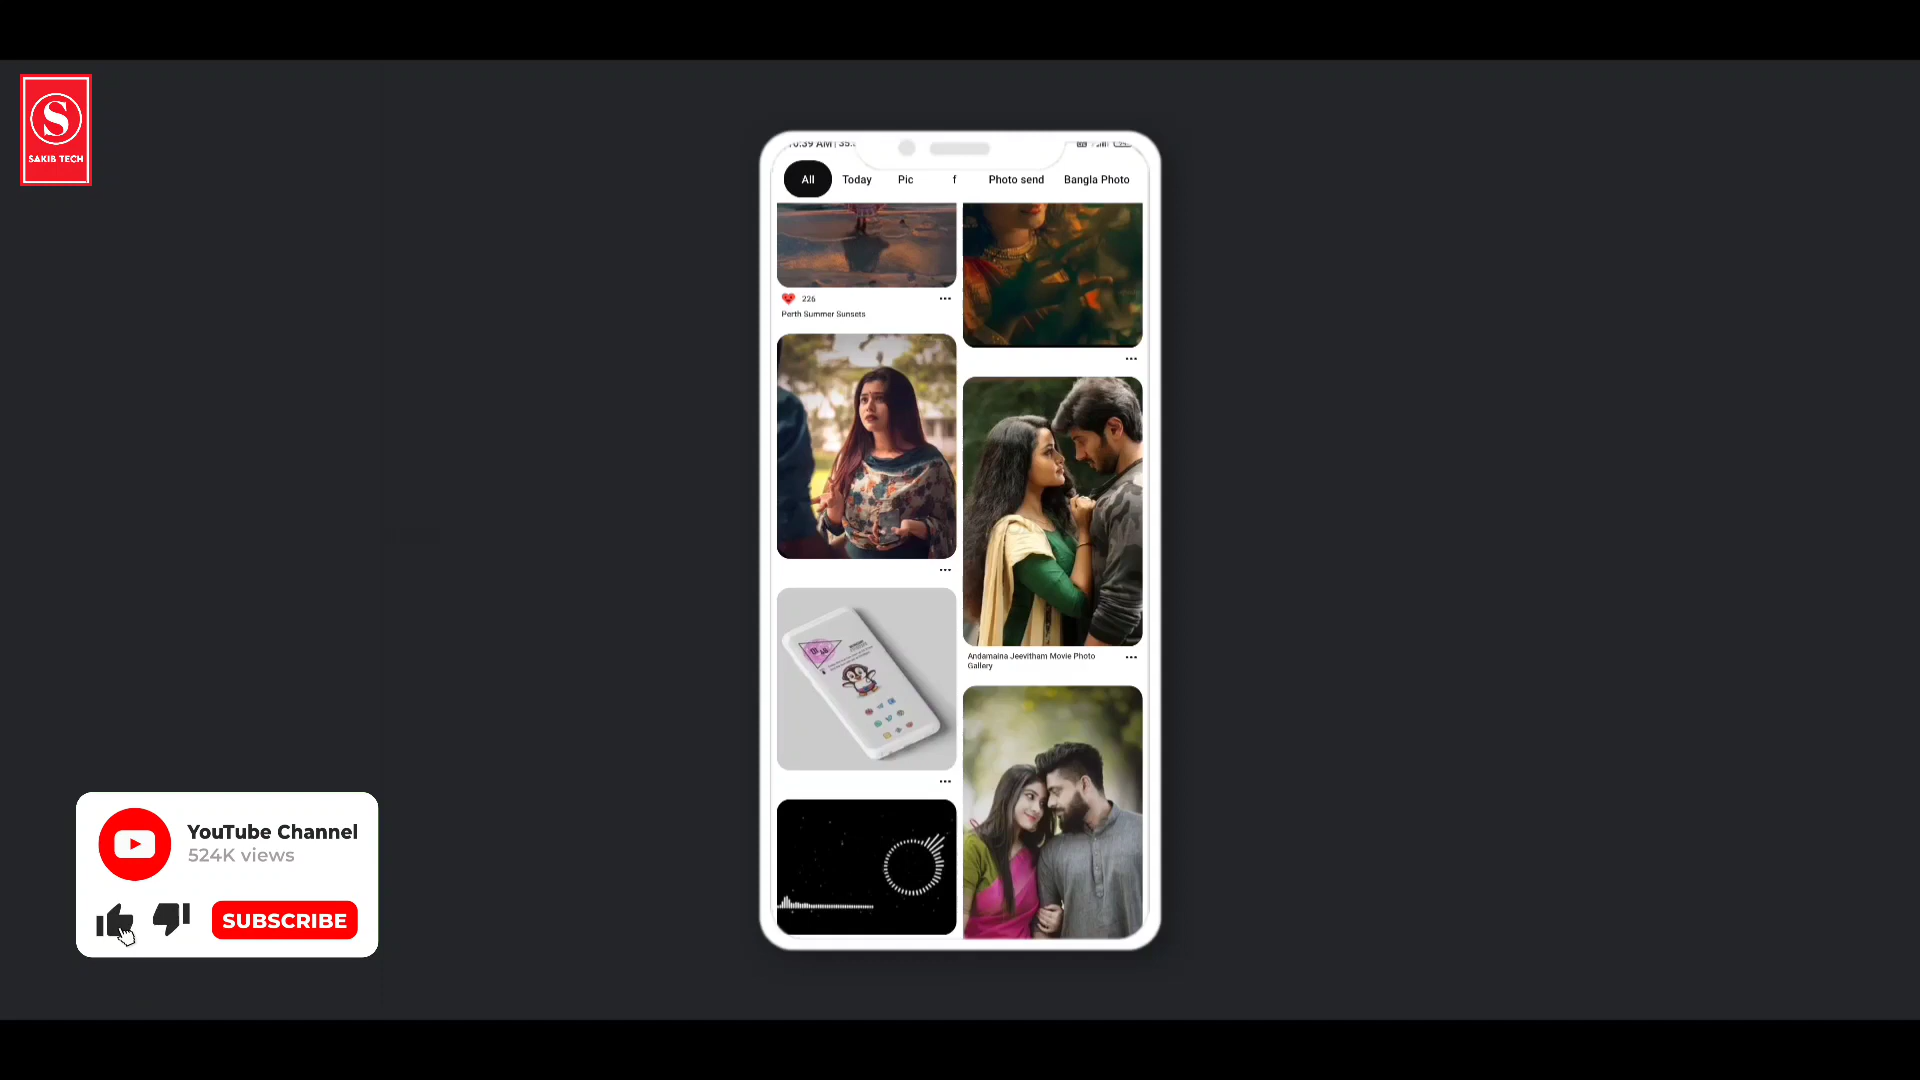 SAKIB TECH
All
Today
Pic
f
Photo send
Bangla Photo
226
Perth Summer Sunsets
Andamaina Jeevitham Movie Photo
Gallery
YouTube Channel
524K views
SUBSCRIBE